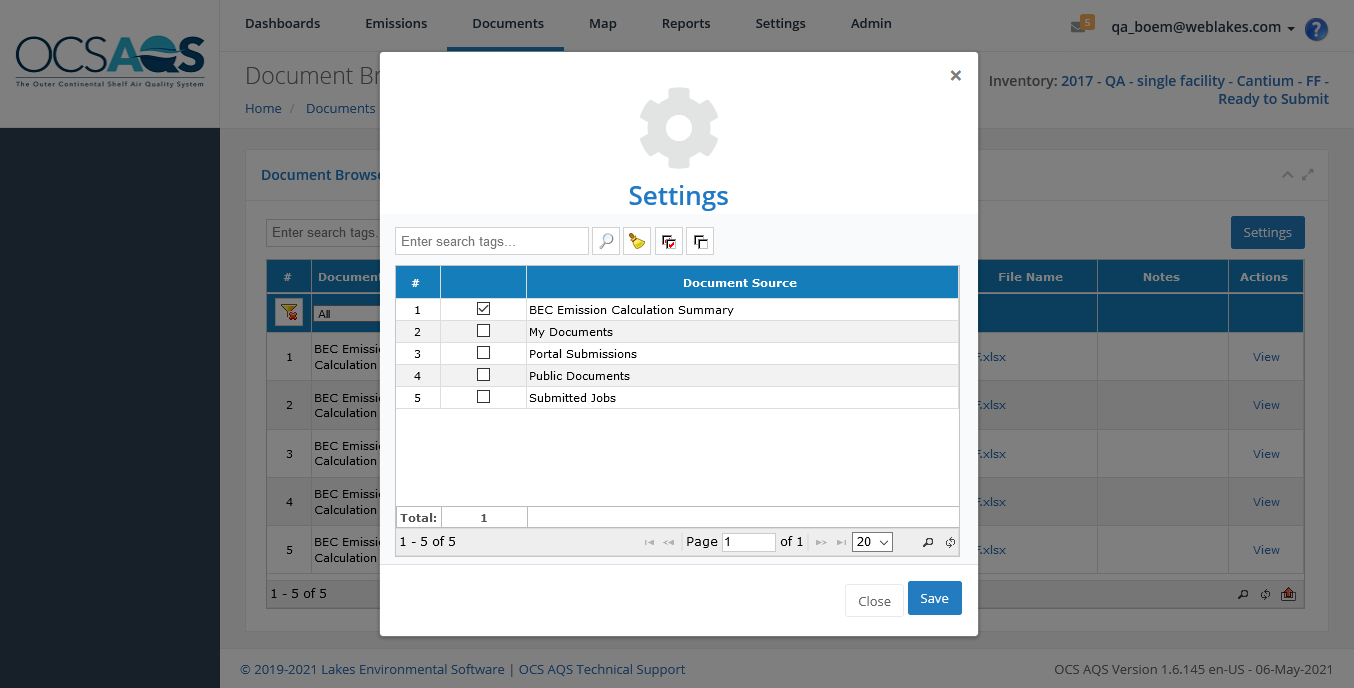 Dashboards Emissions Documents Map Reports Settings Admin 5 qa_boem@weblakes.com ?
OCSAQS
The Outer Continental Shelf Air Quality System
Document Br
Home / Documents
Inventory: 2017 - QA - single facility - Cantium - FF -
Ready to Submit
Document Browse
Enter search tags.
Settings
# Document File Name Notes Actions
All
1 BEC Emissi
Calculation .xlsx View
2 BEC Emissi
Calculation .xlsx View
3 BEC Emissi
Calculation .xlsx View
4 BEC Emissi
Calculation .xlsx View
5 BEC Emissi
Calculation .xlsx View
1 - 5 of 5
×
Settings
Enter search tags...
# Document Source
1 BEC Emission Calculation Summary
2 My Documents
3 Portal Submissions
4 Public Documents
5 Submitted Jobs
Total: 1
1 - 5 of 5 Page 1 of 1 20
Close Save
© 2019-2021 Lakes Environmental Software | OCS AQS Technical Support
OCS AQS Version 1.6.145 en-US - 06-May-2021